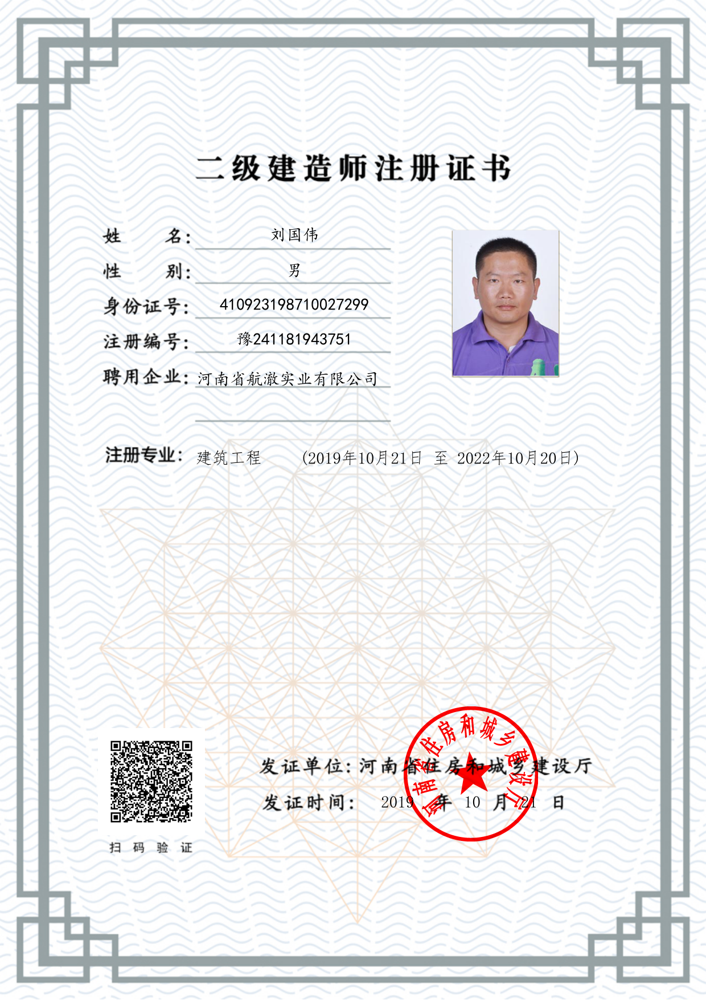 二级建造师注册证书
姓 名： 刘国伟
性 别： 男
身份证号： 410923198710027299
注册编号： 豫241181943751
聘用企业： 河南省航澈实业有限公司
注册专业： 建筑工程 (2019年10月21日 至 2022年10月20日)
河南省住房和城乡建设厅
发证单位：河南省住房和城乡建设厅
发证时间： 2019 年 10 月 21 日
扫 码 验 证